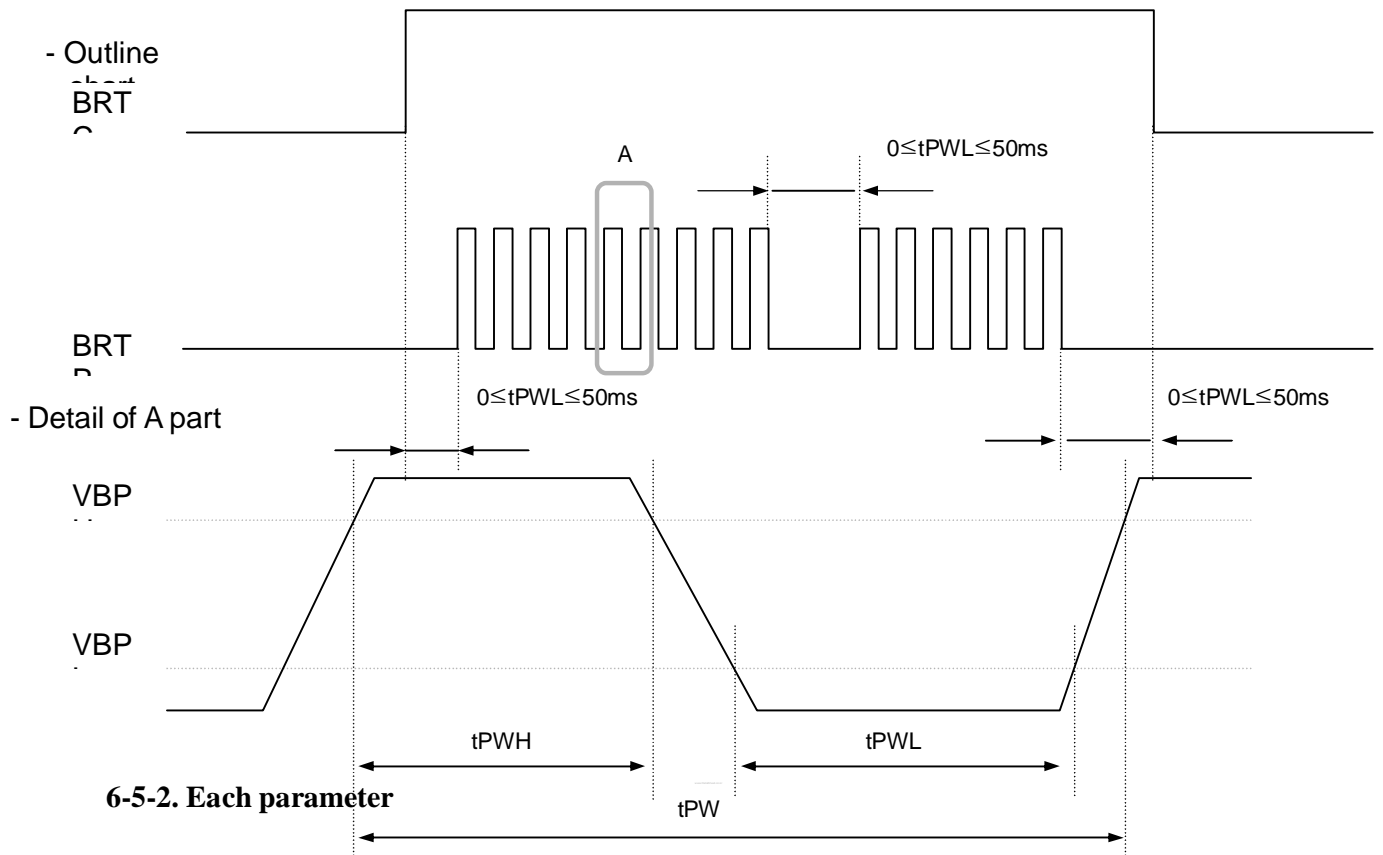 - Outline
chart
BRT
A
0≤tPWL≤50ms
BRT
0≤tPWL≤50ms
0≤tPWL≤50ms
- Detail of A part
VBP
VBP
tPWH
tPWL
6-5-2. Each parameter
tPW